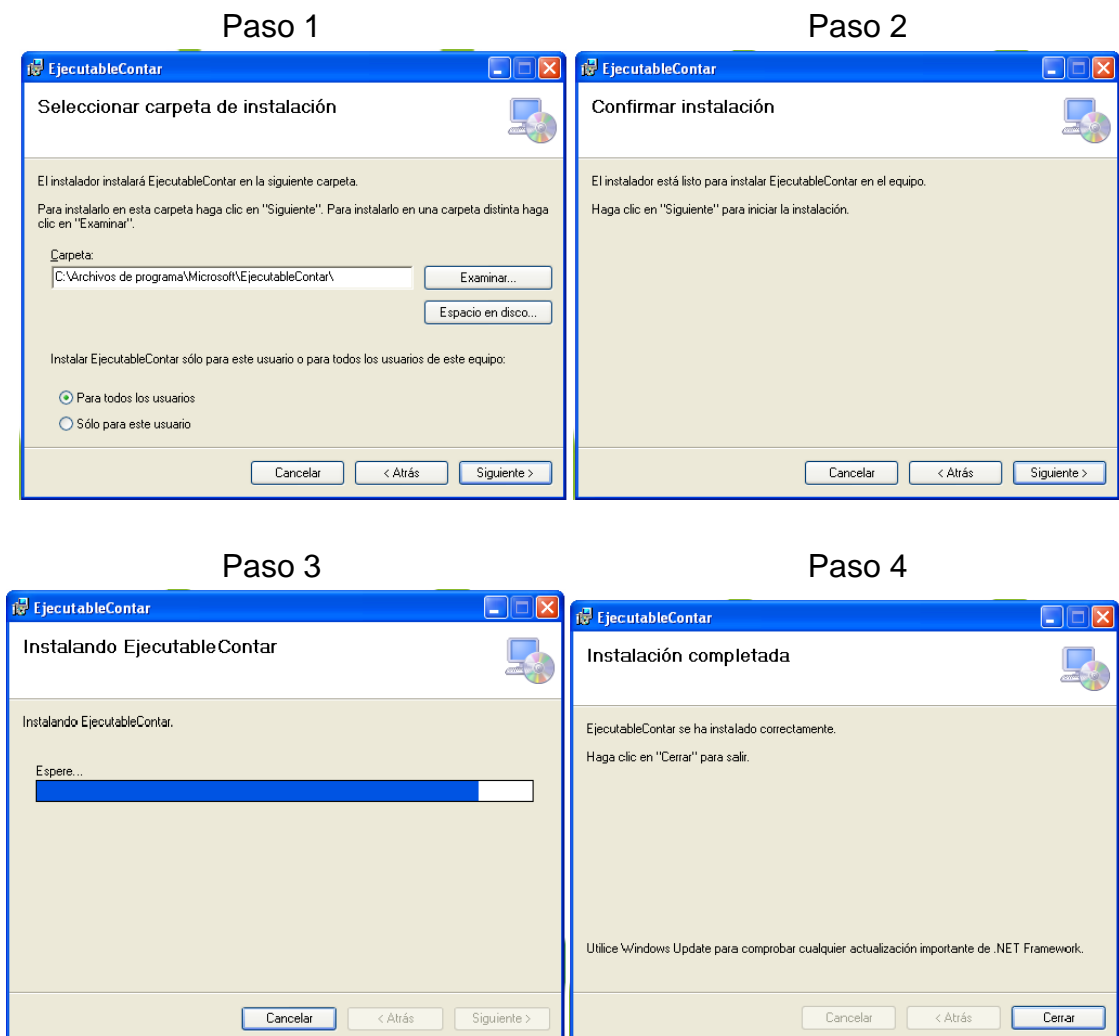 Paso 1
EjecutableContar
Seleccionar carpeta de instalación
El instalador instalará EjecutableContar en la siguiente carpeta.
Para instalarlo en esta carpeta haga clic en "Siguiente". Para instalarlo en una carpeta distinta haga
clic en "Examinar".
Carpeta:
C:\Archivos de programa\Microsoft\EjecutableContar\
Examinar...
Espacio en disco...
Instalar EjecutableContar sólo para este usuario o para todos los usuarios de este equipo:
Para todos los usuarios
Sólo para este usuario
Cancelar
< Atrás
Siguiente >
Paso 2
EjecutableContar
Confirmar instalación
El instalador está listo para instalar EjecutableContar en el equipo.
Haga clic en "Siguiente" para iniciar la instalación.
Cancelar
< Atrás
Siguiente >
Paso 3
EjecutableContar
Instalando EjecutableContar
Instalando EjecutableContar.
Espere...
Cancelar
< Atrás
Siguiente >
Paso 4
EjecutableContar
Instalación completada
EjecutableContar se ha instalado correctamente.
Haga clic en "Cerrar" para salir.
Utilice Windows Update para comprobar cualquier actualización importante de .NET Framework.
Cancelar
< Atrás
Cerrar